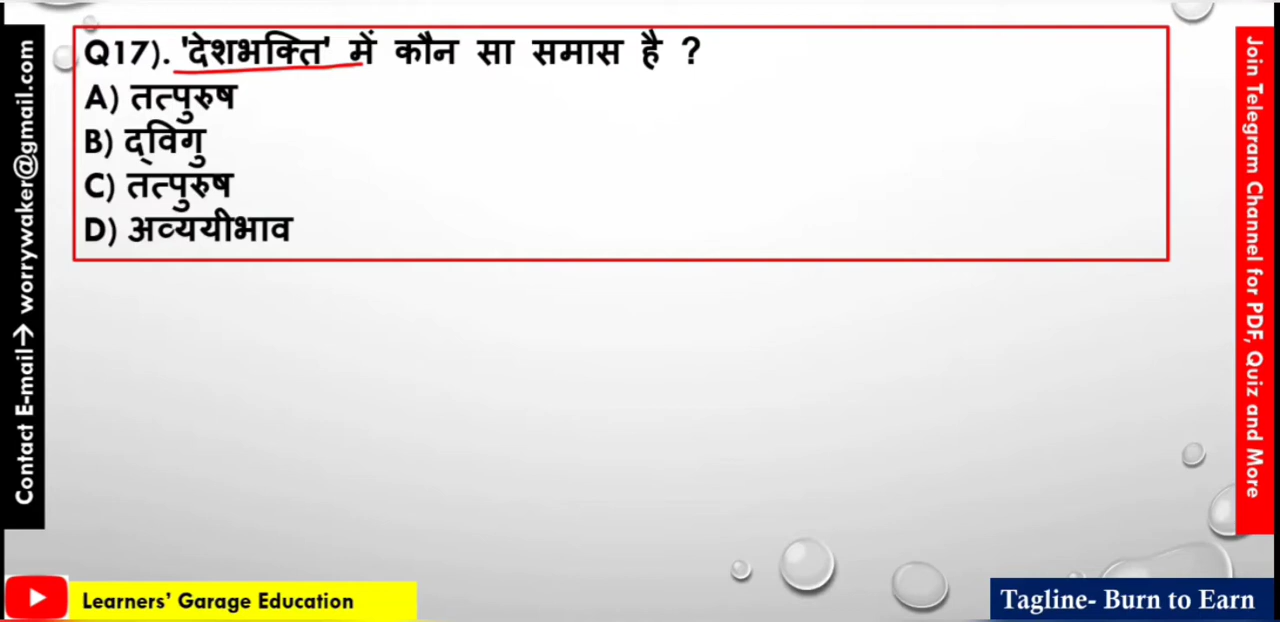 Q17). 'देशभक्ति' में कौन सा समास है ?
A) तत्पुरुष
B) द्विगु
C) तत्पुरुष
D) अव्ययीभाव
Contact E-mail→ worrywaker@gmail.com
Join Telegram Channel for PDF, Quiz and More
Learners' Garage Education
Tagline- Burn to Earn